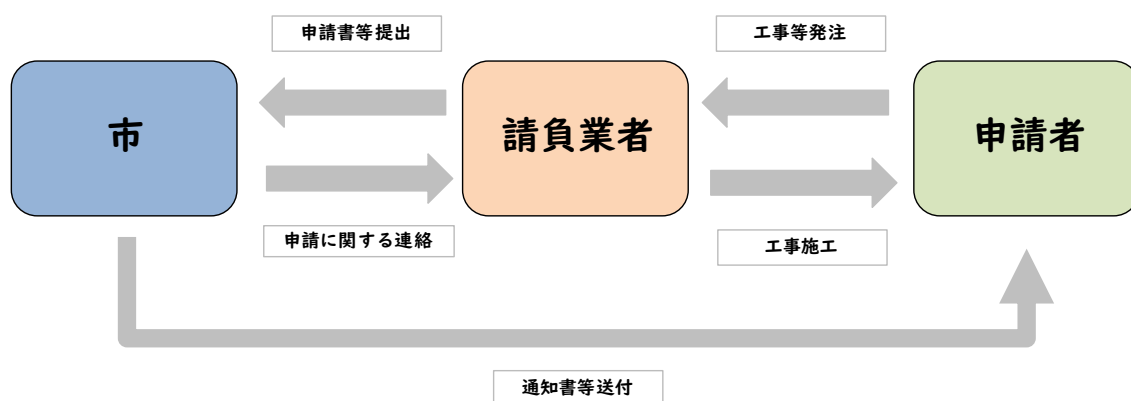 申請書等提出
工事等発注
市
請負業者
申請者
申請に関する連絡
工事施工
通知書等送付